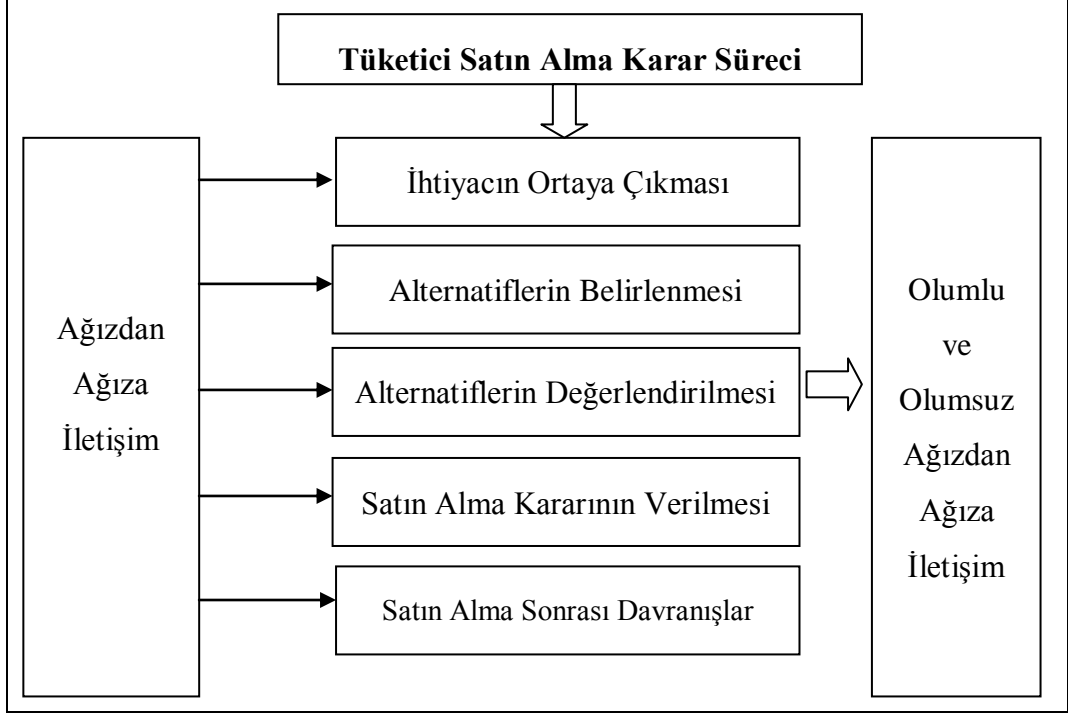 Tüketici Satın Alma Karar Süreci
Ağızdan
Ağıza
İletişim
İhtiyacın Ortaya Çıkması
Alternatiflerin Belirlenmesi
Alternatiflerin Değerlendirilmesi
Satın Alma Kararının Verilmesi
Satın Alma Sonrası Davranışlar
Olumlu
ve
Olumsuz
Ağızdan
Ağıza
İletişim